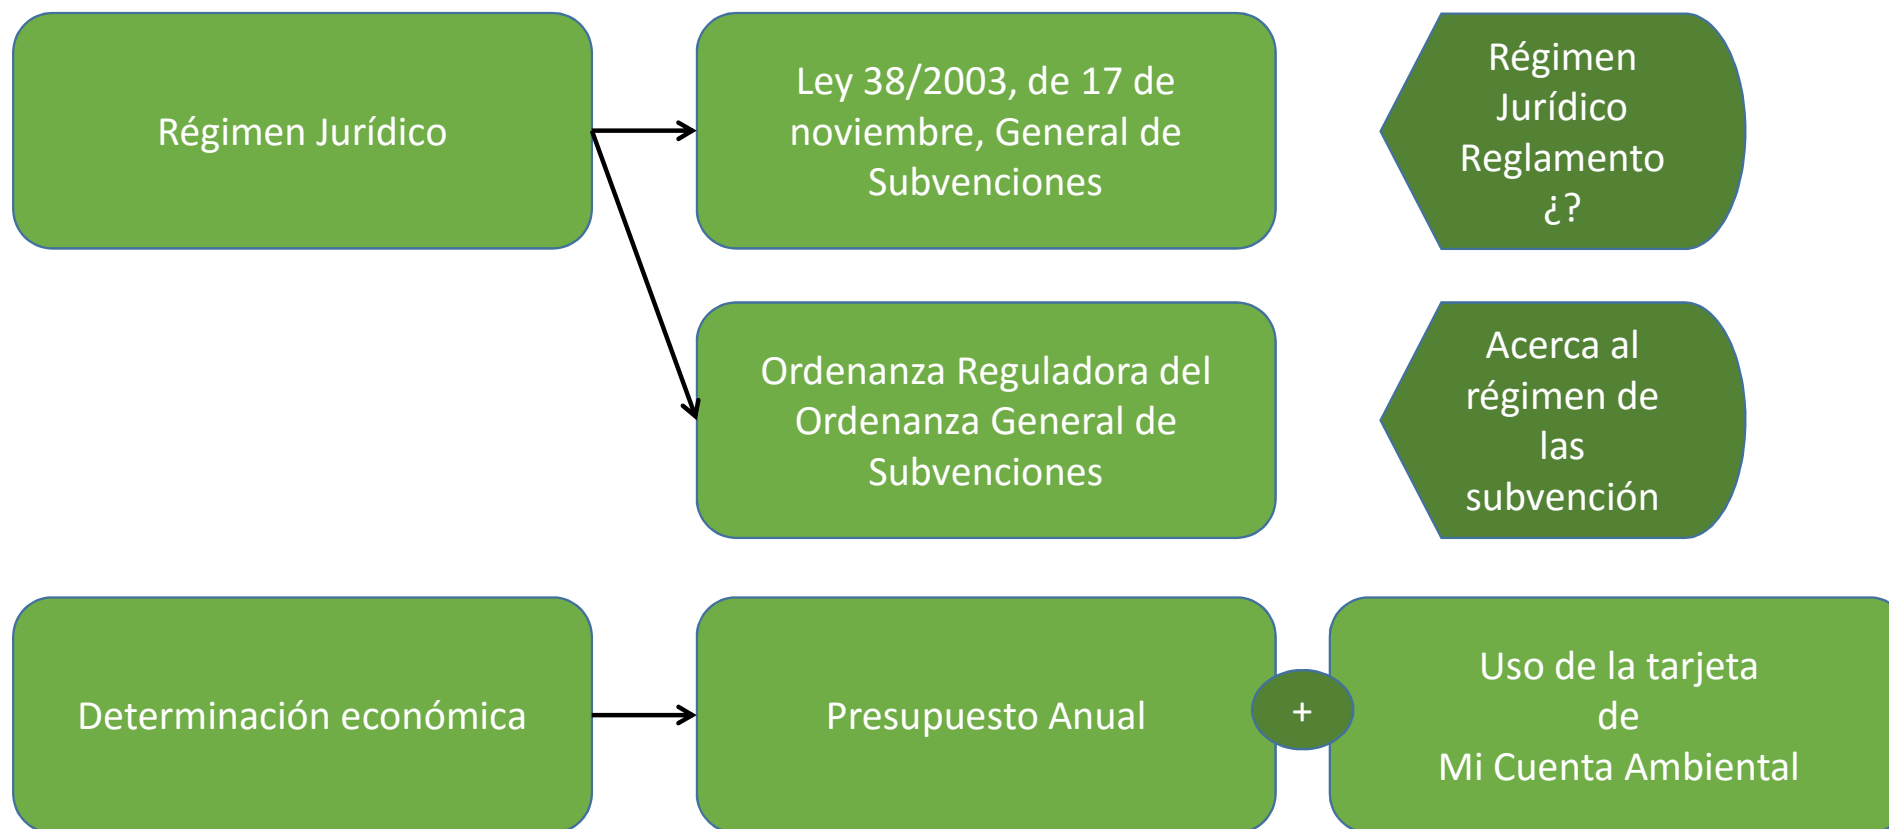 Régimen Jurídico
Ley 38/2003, de 17 de
noviembre, General de
Subvenciones
Régimen
Jurídico
Reglamento
¿?
Ordenanza Reguladora del
Ordenanza General de
Subvenciones
Acerca al
régimen de
las
subvención
Determinación económica
Presupuesto Anual
+
Uso de la tarjeta
de
Mi Cuenta Ambiental